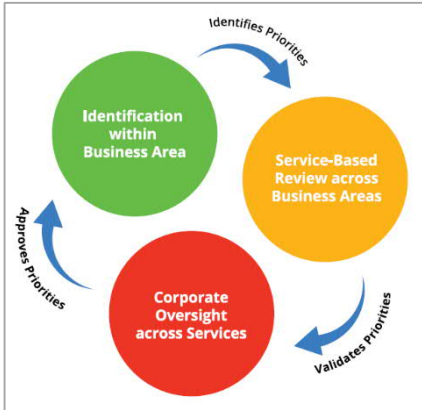 Identifies Priorities
Identification
within
Business Area
Service-Based
Review across
Business Areas
Approves Priorities
Corporate
Oversight
across Services
Validates Priorities